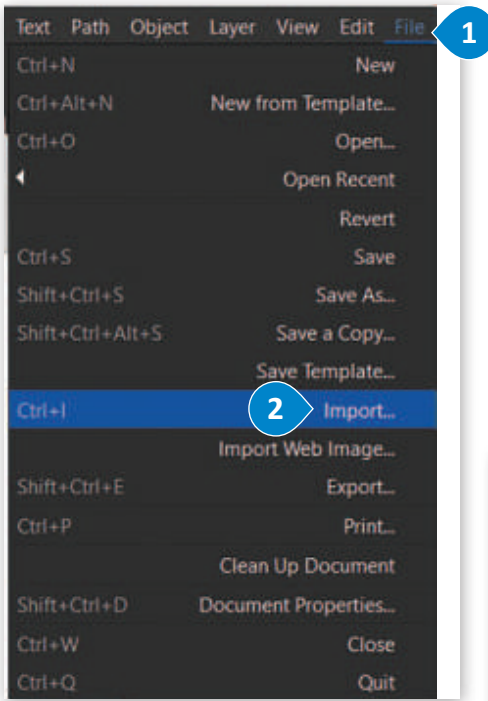 Text Path Object Layer View Edit File 1
Ctrl+N New
Ctrl+Alt+N New from Template...
Ctrl+O Open...
Open Recent
Revert
Ctrl+S Save
Shift+Ctrl+S Save As...
Shift+Ctrl+Alt+S Save a Copy...
Save Template...
Ctrl+I 2 Import...
Import Web Image...
Shift+Ctrl+E Export...
Ctrl+P Print...
Clean Up Document
Shift+Ctrl+D Document Properties...
Ctrl+W Close
Ctrl+Q Quit